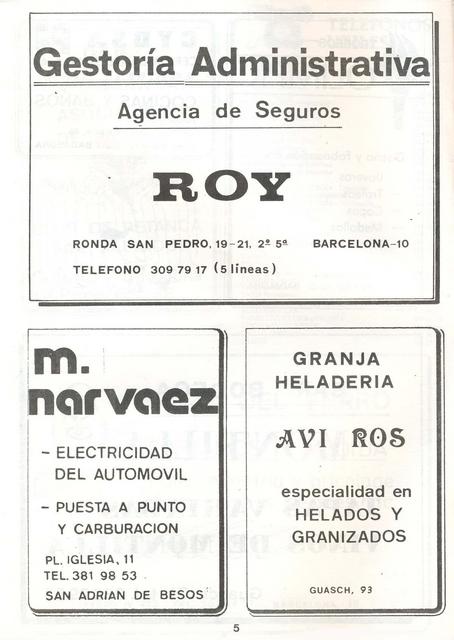 Gestoría Administrativa
Agencia de Seguros
ROY
RONDA SAN PEDRO, 19-21, 2º 5ª BARCELONA-10
TELEFONO 309 79 17 (5 líneas)
m.
narvaez
- ELECTRICIDAD
DEL AUTOMOVIL
- PUESTA A PUNTO
Y CARBURACION
PL. IGLESIA, 11
TEL. 381 98 53
SAN ADRIAN DE BESOS
GRANJA
HELADERIA
AVI ROS
especialidad en
HELADOS Y
GRANIZADOS
GUASCH, 93
5